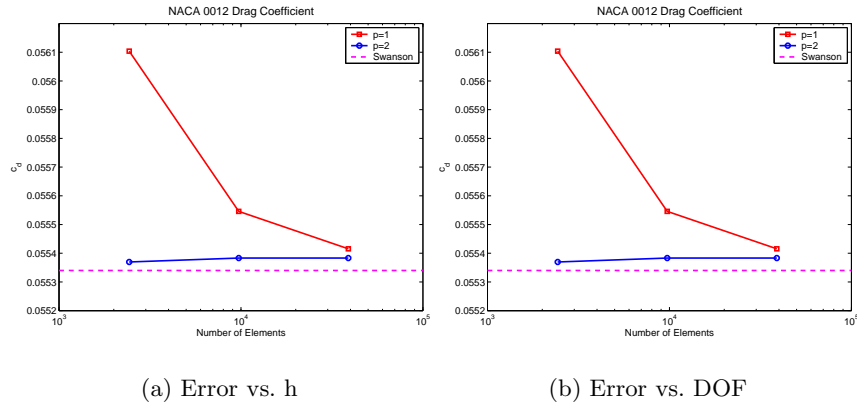 NACA 0012 Drag Coefficient
p=1
p=2
Swanson
0.0561
0.056
0.0559
0.0558
0.0557
0.0556
0.0555
0.0554
0.0553
0.0552
c_d
10^3
10^4
10^5
Number of Elements
(a) Error vs. h
NACA 0012 Drag Coefficient
p=1
p=2
Swanson
0.0561
0.056
0.0559
0.0558
0.0557
0.0556
0.0555
0.0554
0.0553
0.0552
c_d
10^3
10^4
10^5
Number of Elements
(b) Error vs. DOF